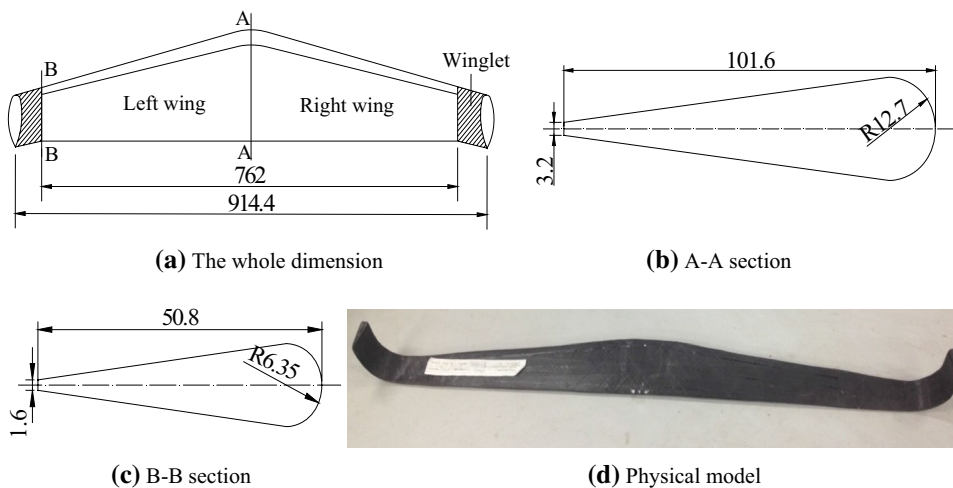 A
B
Winglet
Left wing
Right wing
B
A
762
914.4
(a) The whole dimension
101.6
R12.7
3.2
(b) A-A section
50.8
R6.35
1.6
(c) B-B section
(d) Physical model